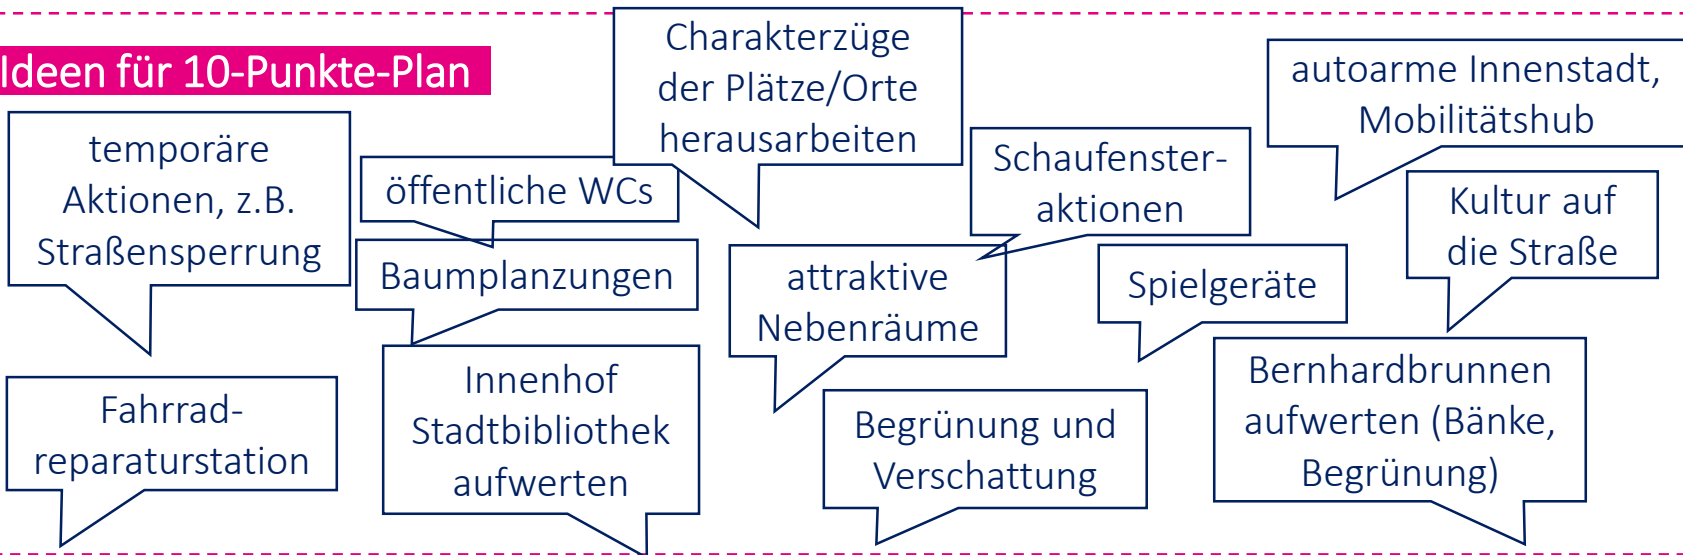 Ideen für 10-Punkte-Plan
temporäre
Aktionen, z.B.
Straßensperrung
öffentliche WCs
Charakterzüge
der Plätze/Orte
herausarbeiten
Schaufenster-
aktionen
autoarme Innenstadt,
Mobilitätshub
Kultur auf
die Straße
Baumplanzungen
attraktive
Nebenräume
Spielgeräte
Fahrrad-
reparaturstation
Innenhof
Stadtbibliothek
aufwerten
Begrünung und
Verschattung
Bernhardbrunnen
aufwerten (Bänke,
Begrünung)